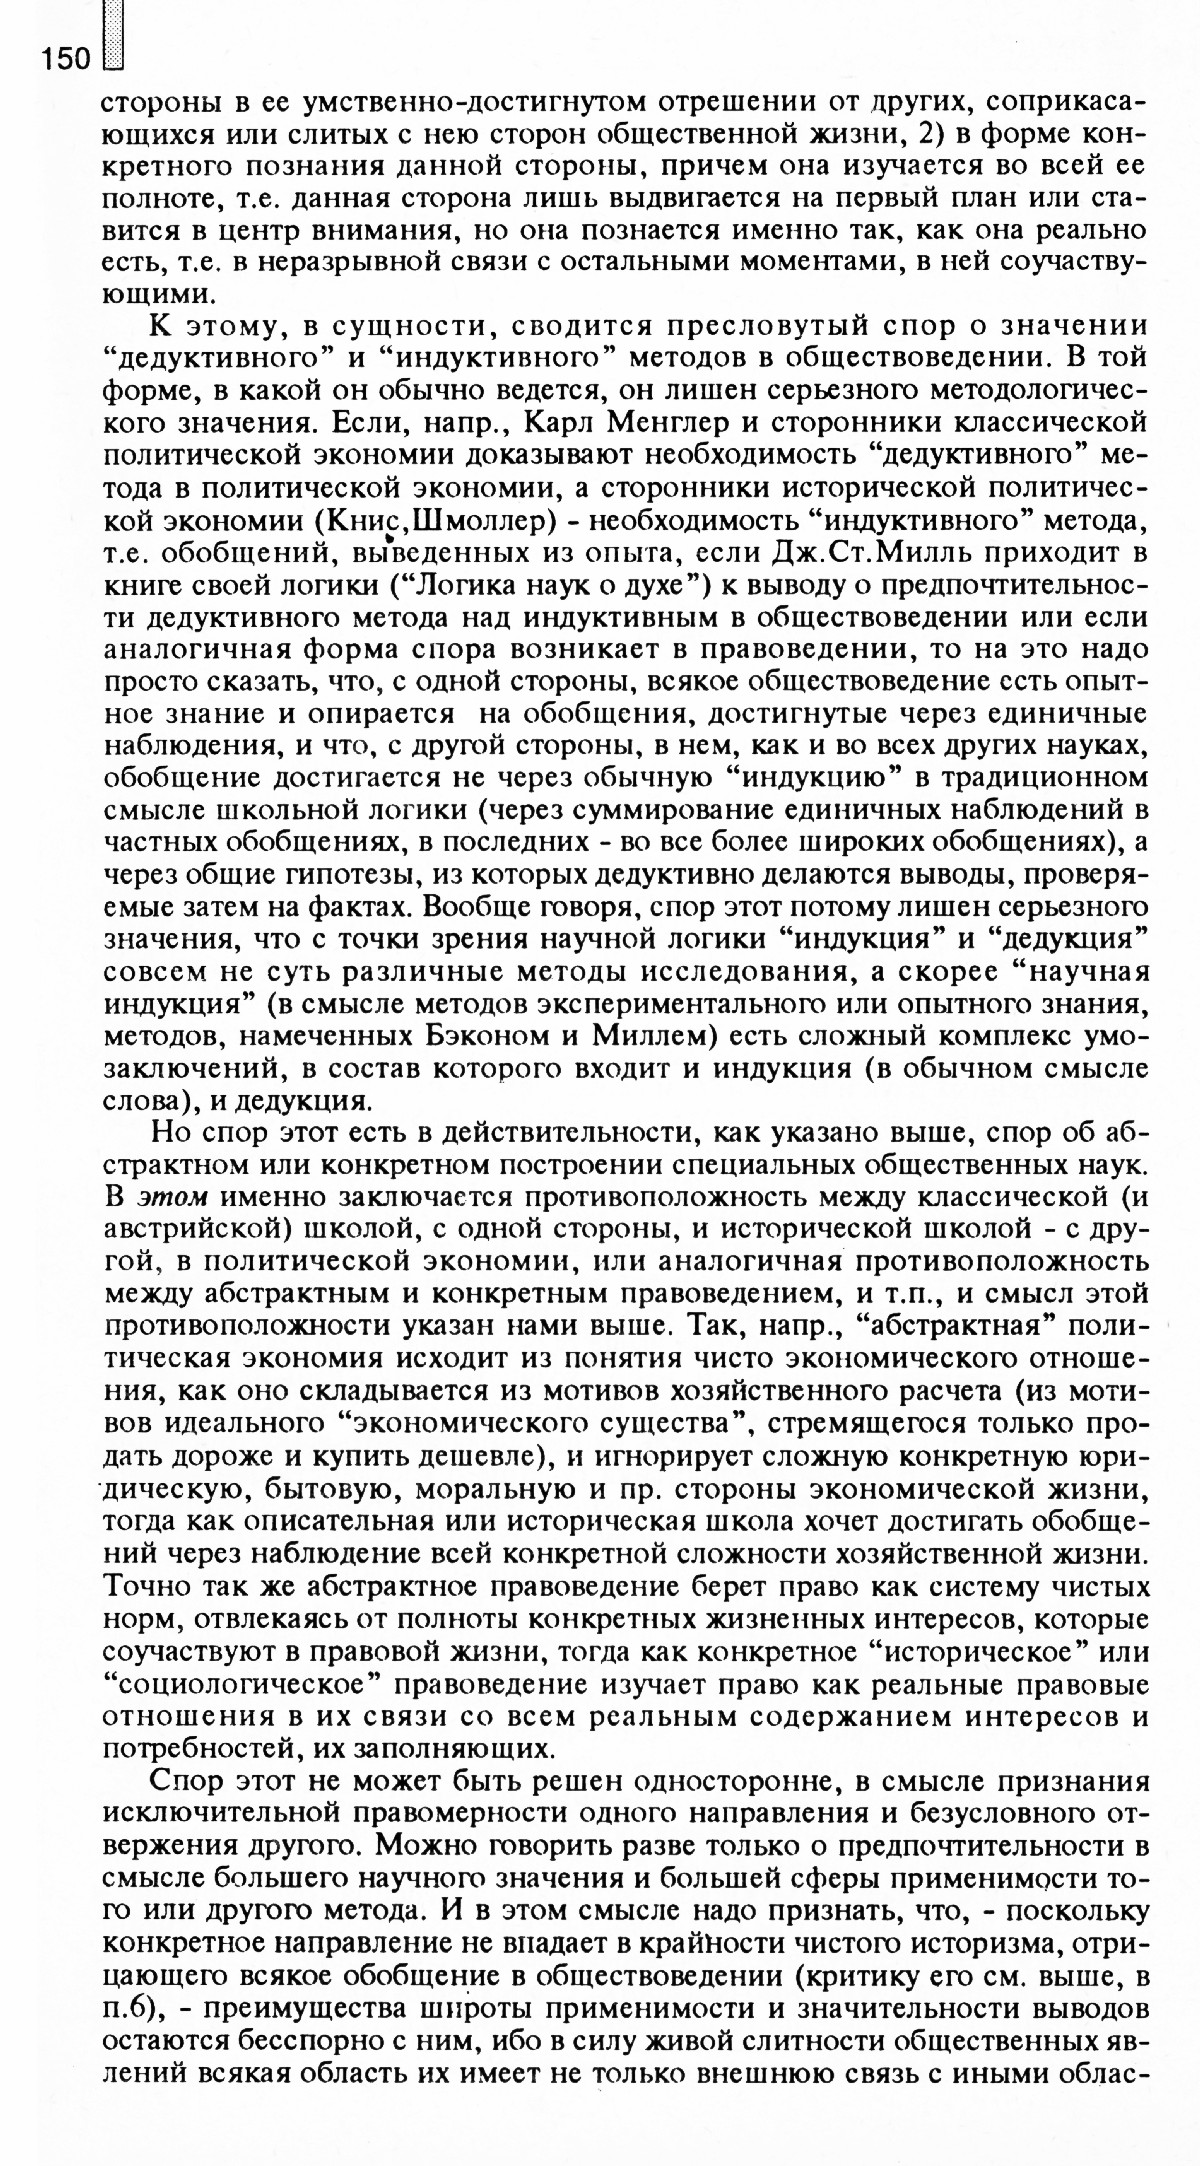 150
стороны в ее умственно-достигнутом отрешении от других, соприкаса-
ющихся или слитых с нею сторон общественной жизни, 2) в форме кон-
кретного познания данной стороны, причем она изучается во всей ее
полноте, т.е. данная сторона лишь выдвигается на первый план или ста-
вится в центр внимания, но она познается именно так, как она реально
есть, т.е. в неразрывной связи с остальными моментами, в ней соучаству-
ющими.
К этому, в сущности, сводится пресловутый спор о значении
“дедуктивного” и “индуктивного” методов в обществоведении. В той
форме, в какой он обычно ведется, он лишен серьезного методологичес-
кого значения. Если, напр., Карл Менглер и сторонники классической
политической экономии доказывают необходимость “дедуктивного” ме-
тода в политической экономии, а сторонники исторической политичес-
кой экономии (Книс,Шмоллер) - необходимость “индуктивного” метода,
т.е. обобщений, выведенных из опыта, если Дж.Ст.Милль приходит в
книге своей логики (“Логика наук о духе”) к выводу о предпочтительнос-
ти дедуктивного метода над индуктивным в обществоведении или если
аналогичная форма спора возникает в правоведении, то на это надо
просто сказать, что, с одной стороны, всякое обществоведение есть опыт-
ное знание и опирается на обобщения, достигнутые через единичные
наблюдения, и что, с другой стороны, в нем, как и во всех других науках,
обобщение достигается не через обычную “индукцию” в традиционном
смысле школьной логики (через суммирование единичных наблюдений в
частных обобщениях, в последних - во все более широких обобщениях), а
через общие гипотезы, из которых дедуктивно делаются выводы, проверя-
емые затем на фактах. Вообще говоря, спор этот потому лишен серьезного
значения, что с точки зрения научной логики “индукция” и “дедукция”
совсем не суть различные методы исследования, а скорее “научная
индукция” (в смысле методов экспериментального или опытного знания,
методов, намеченных Бэконом и Миллем) есть сложный комплекс умо-
заключений, в состав которого входит и индукция (в обычном смысле
слова), и дедукция.
Но спор этот есть в действительности, как указано выше, спор об аб-
страктном или конкретном построении специальных общественных наук.
В этом именно заключается противоположность между классической (и
австрийской) школой, с одной стороны, и исторической школой - с дру-
гой, в политической экономии, или аналогичная противоположность
между абстрактным и конкретным правоведением, и т.п., и смысл этой
противоположности указан нами выше. Так, напр., “абстрактная” поли-
тическая экономия исходит из понятия чисто экономического отноше-
ния, как оно складывается из мотивов хозяйственного расчета (из моти-
вов идеального “экономического существа”, стремящегося только про-
дать дороже и купить дешевле), и игнорирует сложную конкретную юри-
дическую, бытовую, моральную и пр. стороны экономической жизни,
тогда как описательная или историческая школа хочет достигать обобще-
ний через наблюдение всей конкретной сложности хозяйственной жизни.
Точно так же абстрактное правоведение берет право как систему чистых
норм, отвлекаясь от полноты конкретных жизненных интересов, которые
соучаствуют в правовой жизни, тогда как конкретное “историческое” или
“социологическое” правоведение изучает право как реальные правовые
отношения в их связи со всем реальным содержанием интересов и
потребностей, их заполняющих.
Спор этот не может быть решен односторонне, в смысле признания
исключительной правомерности одного направления и безусловного от-
вержения другого. Можно говорить разве только о предпочтительности в
смысле большего научного значения и большей сферы применимости то-
го или другого метода. И в этом смысле надо признать, что, - поскольку
конкретное направление не впадает в крайности чистого историзма, отри-
цающего всякое обобщение в обществоведении (критику его см. выше, в
п.6), - преимущества широты применимости и значительности выводов
остаются бесспорно с ним, ибо в силу живой слитности общественных яв-
лений всякая область их имеет не только внешнюю связь с иными облас-